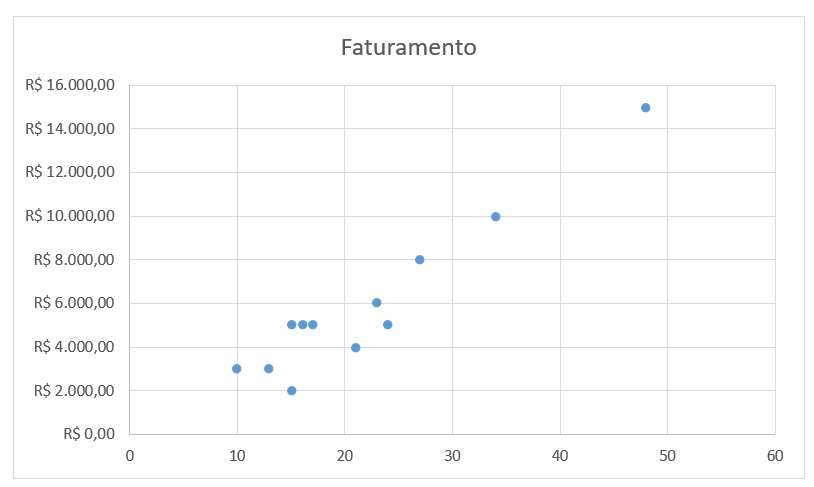 Faturamento
R$ 16.000,00
R$ 14.000,00
R$ 12.000,00
R$ 10.000,00
R$ 8.000,00
R$ 6.000,00
R$ 4.000,00
R$ 2.000,00
R$ 0,00
0 10 20 30 40 50 60